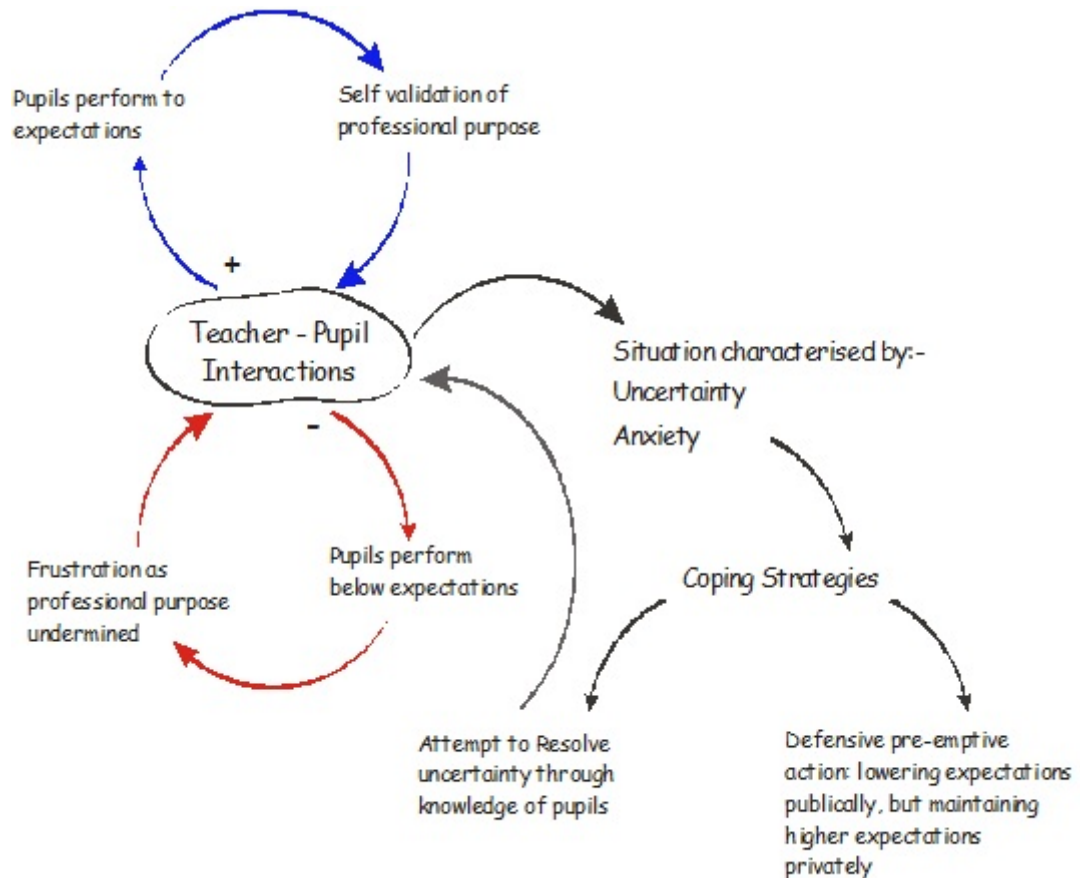 Pupils perform to
expectations
Self validation of
professional purpose
+
Teacher - Pupil
Interactions
-
Situation characterised by:-
Uncertainty
Anxiety
Frustration as
professional purpose
undermined
Pupils perform
below expectations
Coping Strategies
Attempt to Resolve
uncertainty through
knowledge of pupils
Defensive pre-emptive
action: lowering expectations
publically, but maintaining
higher expectations
privately